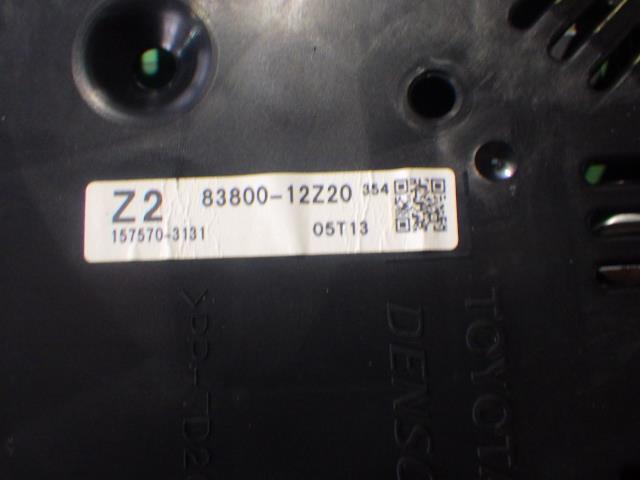 Z2
83800-12Z20 354
157570-3131
05T13
DENSO
TOYOTA